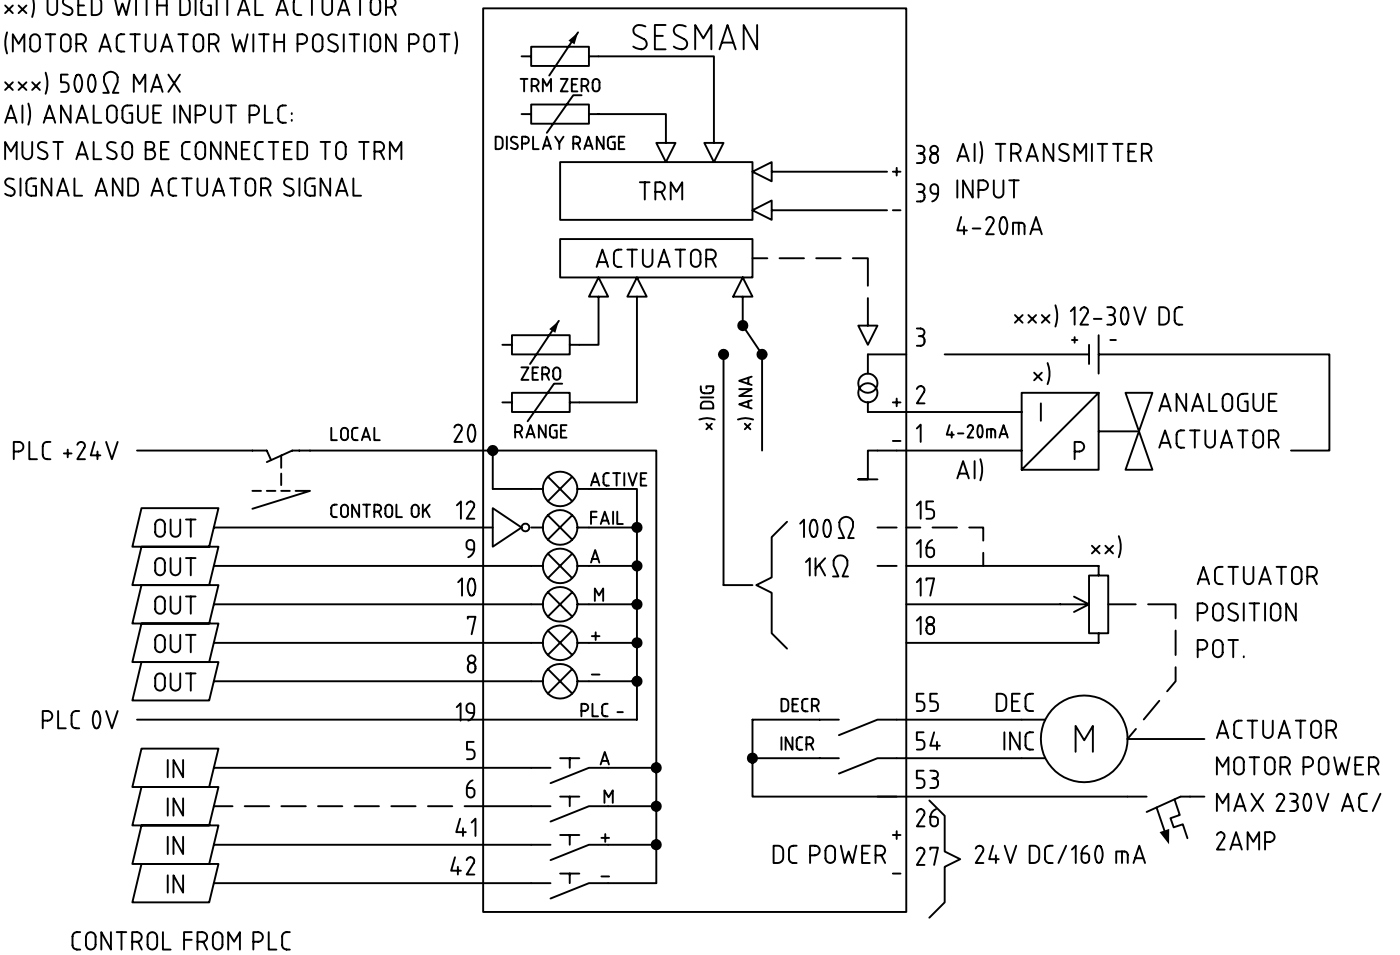 ××) USED WITH DIGITAL ACTUATOR
(MOTOR ACTUATOR WITH POSITION POT)
×××) 500Ω MAX
AI) ANALOGUE INPUT PLC:
MUST ALSO BE CONNECTED TO TRM
SIGNAL AND ACTUATOR SIGNAL
SESMAN
TRM ZERO
DISPLAY RANGE
TRM
+
-
38 AI) TRANSMITTER
39 INPUT
4-20mA
ACTUATOR
ZERO
RANGE
×) DIG
×) ANA
3
×××) 12-30V DC
+ -
×)
+
2
I
P
-
1
4-20mA
AI)
ANALOGUE
ACTUATOR
PLC +24V
LOCAL
20
ACTIVE
OUT
CONTROL OK
12
FAIL
OUT
9
A
OUT
10
M
OUT
7
+
OUT
8
-
PLC 0V
19
PLC -
IN
5
A
IN
6
M
IN
41
+
IN
42
-
CONTROL FROM PLC
100Ω
15
1KΩ
16
17
18
××)
ACTUATOR
POSITION
POT.
DECR
55
DEC
INCR
54
INC
M
53
ACTUATOR
MOTOR POWER
MAX 230V AC/
2AMP
26
+
DC POWER
27
-
24V DC/160 mA